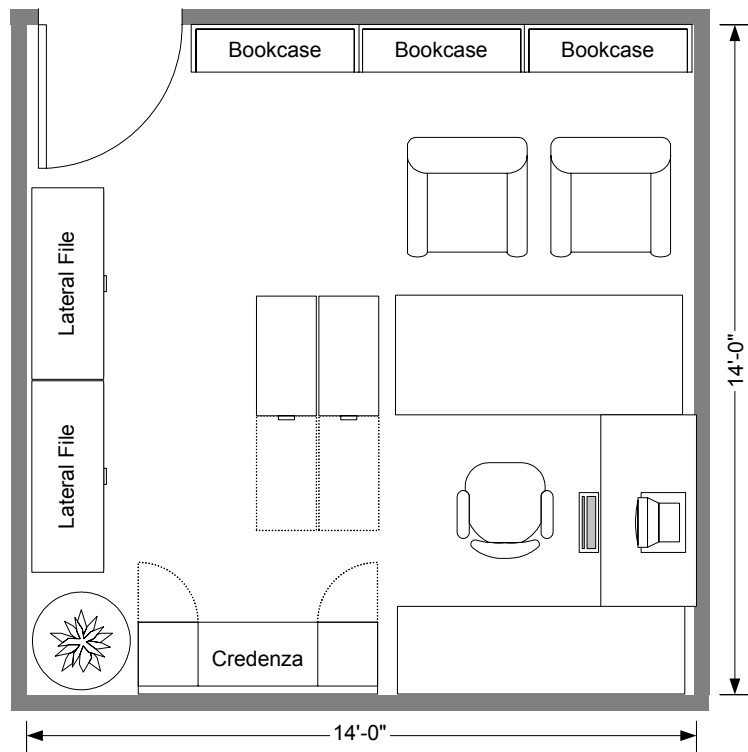 Bookcase
Bookcase
Bookcase
Lateral File
14'-0"
Lateral File
Credenza
14'-0"